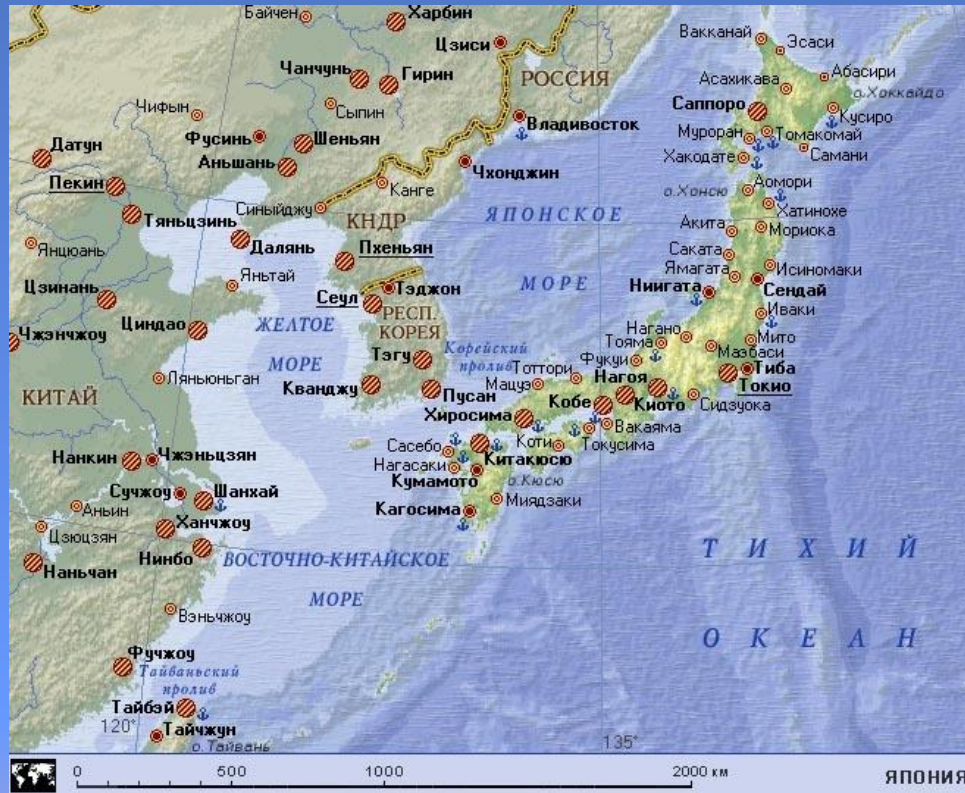 Байчен
Харбин
Цзиси
Чанчунь
Гирин
РОССИЯ
Чифын
Сыпин
Владивосток
Датун
Фусинь
Шеньян
Аньшань
Чхонджин
Пекин
Канге
Синыйджу
КНДР
Тяньцзинь
ЯПОНСКОЕ
Янцюань
Далянь
Пхеньян
Яньтай
МОРЕ
Цзинань
Тэджон
Сеул
РЕСП.
КОРЕЯ
Чжэнчжоу
Циндао
ЖЕЛТОЕ
МОРЕ
Тэгу
Корейский
пролив
КИТАЙ
Ляньюньган
Кванджу
Пусан
Вакканай
Эсаси
Асахикава
Абасири
о.Хоккайдо
Саппоро
Кусиро
Муроран
Томакомай
Хакодате
Самани
о.Хонсю
Аомори
Хатинохе
Акита
Мориока
Саката
Ямагата
Исиномаки
Ниигата
Сендай
Иваки
Нагано
Тояма
Мито
Маэбаси
Фукуи
Тоттори
Мацуэ
Нагоя
Тиба
Токио
Кобе
Киото
Сидзуока
Хиросима
Вакаяма
Коти
Токусима
Сасебо
Китакюсю
Нагасаки
Кумамото
о.Кюсю
Миядзаки
Кагосима
Нанкин
Чжэньцзян
Сучжоу
Шанхай
Аньин
Ханчжоу
Цзюцзян
Нинбо
Наньчан
ВОСТОЧНО-КИТАЙСКОЕ
МОРЕ
ТИХИЙ
ОКЕАН
Вэньчжоу
Фучжоу
Тайваньский
пролив
Тайбэй
120°
Тайчжун
о.Тайвань
135°
0 500 1000 2000 км
ЯПОНИЯ